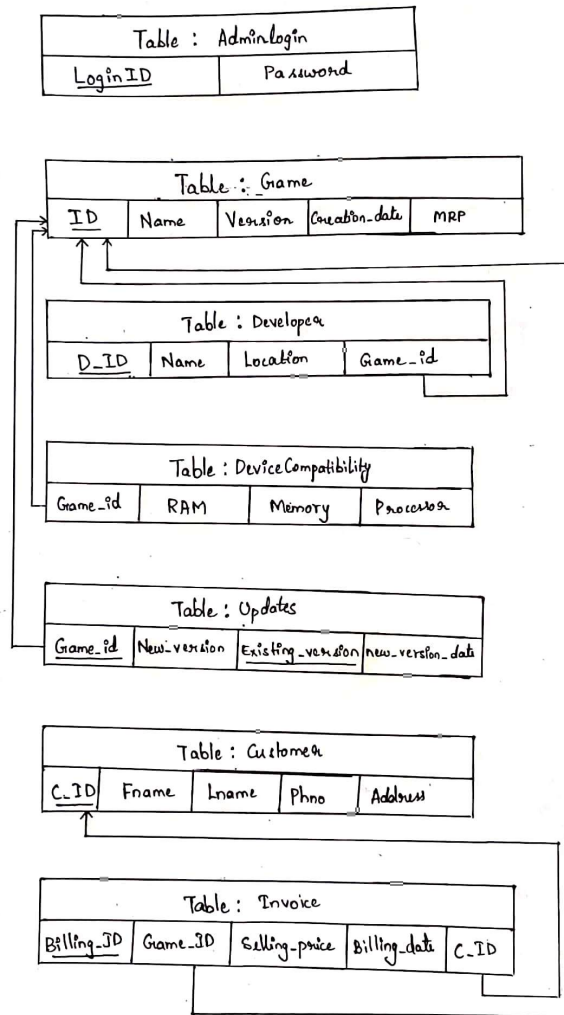 Table : Adminlogin
LoginID Password
Table : Game
ID Name Version Creation_date MRP
Table : Developer
D_ID Name Location Game_id
Table : DeviceCompatibility
Game_id RAM Memory Processor
Table : Updates
Game_id New_version Existing_version new_version_date
Table : Customer
C_ID Fname Lname Phno Address
Table : Invoice
Billing_ID Game_ID Selling_price Billing_date C_ID